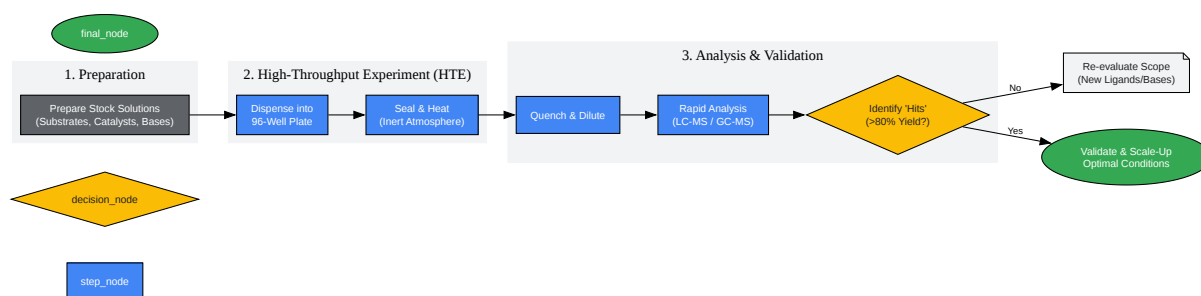 final_node
1. Preparation
Prepare Stock Solutions
(Substrates, Catalysts, Bases)
2. High-Throughput Experiment (HTE)
Dispense into
96-Well Plate
Seal & Heat
(Inert Atmosphere)
3. Analysis & Validation
Quench & Dilute
Rapid Analysis
(LC-MS / GC-MS)
Identify 'Hits'
(>80% Yield?)
No
Re-evaluate Scope
(New Ligands/Bases)
Yes
Validate & Scale-Up
Optimal Conditions
decision_node
step_node